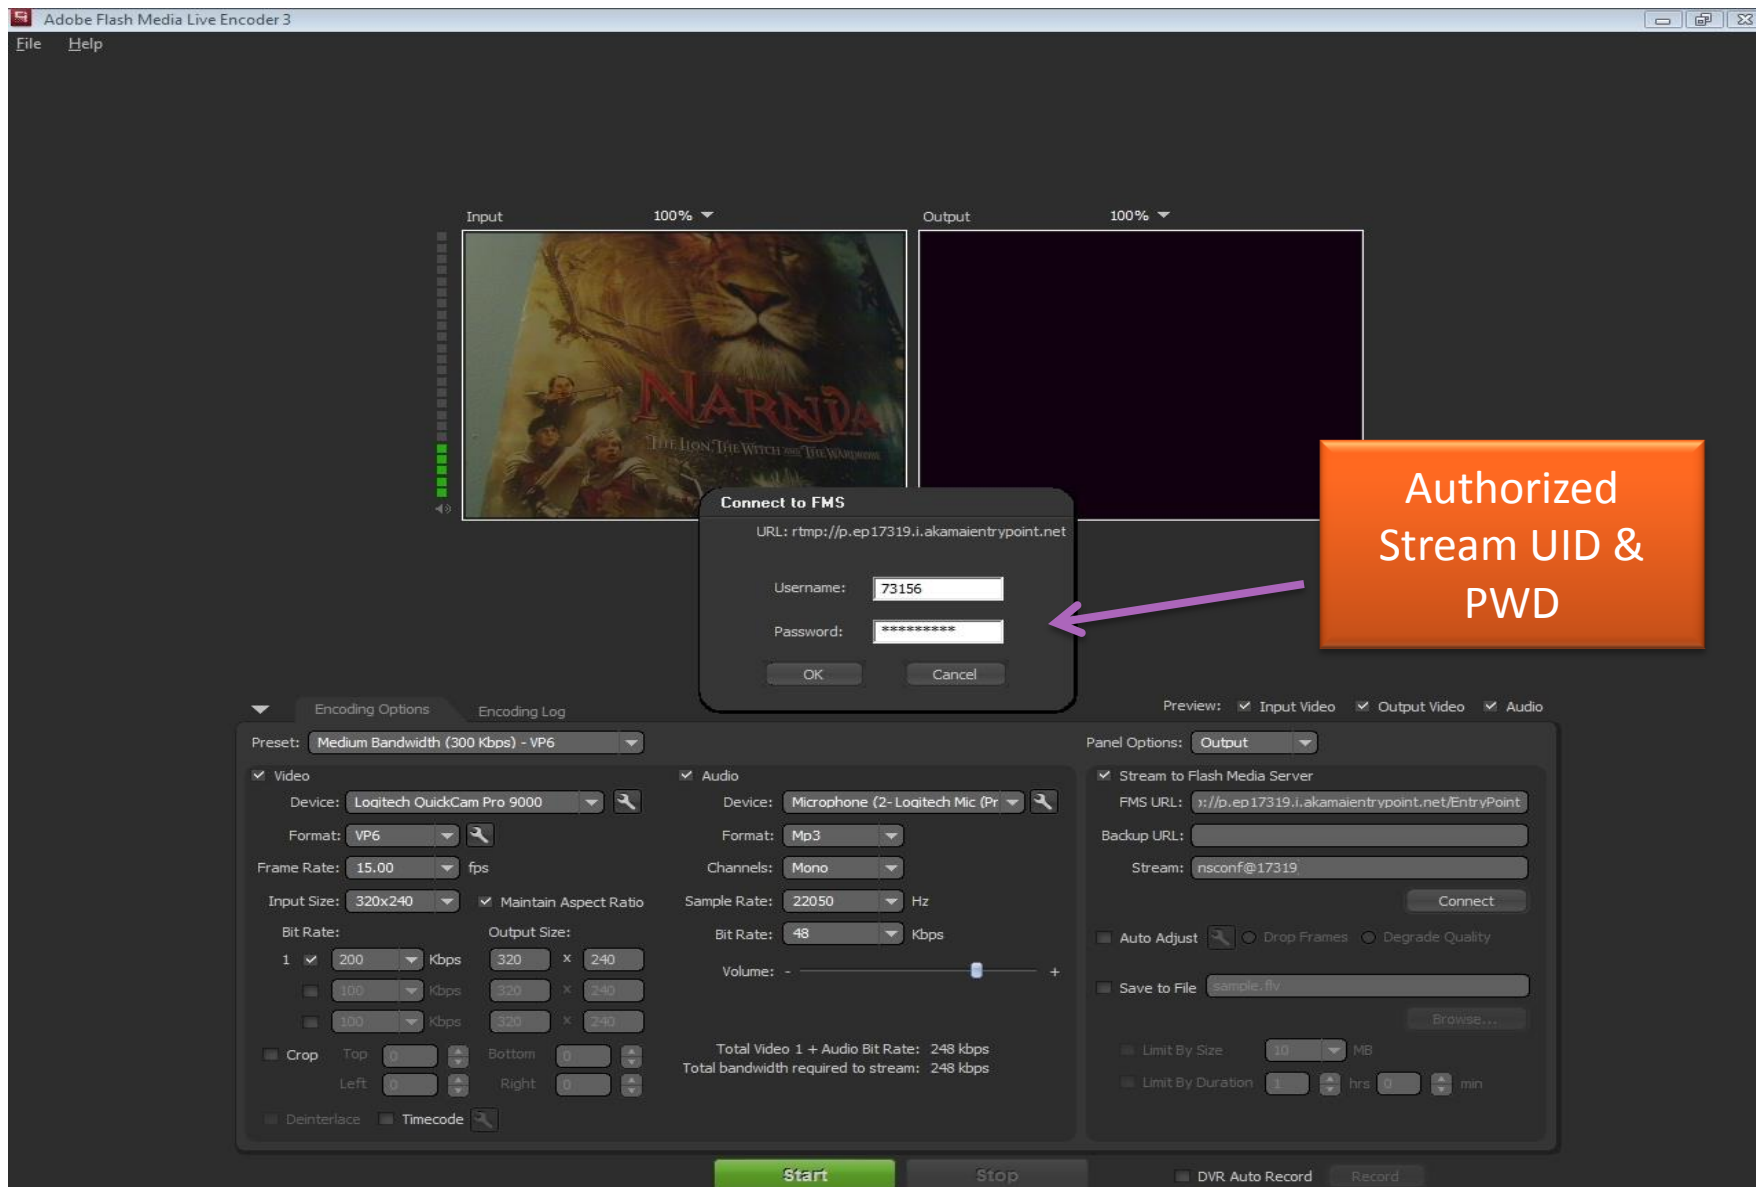 Adobe Flash Media Live Encoder 3
File Help
Input 100% Output 100%
NARNIA
THE LION, THE WITCH AND THE WARDROBE
Connect to FMS
URL: rtmp://p.ep17319.i.akamaientrypoint.net
Username: 73156
Password: *********
OK Cancel
Authorized
Stream UID &
PWD
Encoding Options Encoding Log
Preview: Input Video Output Video Audio
Preset: Medium Bandwidth (300 Kbps) - VP6
Panel Options: Output
Video
Device: Logitech QuickCam Pro 9000
Format: VP6
Frame Rate: 15.00 fps
Input Size: 320x240 Maintain Aspect Ratio
Bit Rate: Output Size:
1 200 Kbps 320 x 240
100 Kbps 320 x 240
100 Kbps 320 x 240
Crop Top 0 Bottom 0
Left 0 Right 0
Deinterlace Timecode
Audio
Device: Microphone (2- Logitech Mic (Pr
Format: Mp3
Channels: Mono
Sample Rate: 22050 Hz
Bit Rate: 48 Kbps
Volume: - +
Total Video 1 + Audio Bit Rate: 248 kbps
Total bandwidth required to stream: 248 kbps
Stream to Flash Media Server
FMS URL: ://p.ep17319.i.akamaientrypoint.net/EntryPoint
Backup URL:
Stream: nsconf@17319
Connect
Auto Adjust Drop Frames Degrade Quality
Save to File sample.flv
Browse...
Limit By Size 10 MB
Limit By Duration 1 hrs 0 min
Start Stop
DVR Auto Record Record